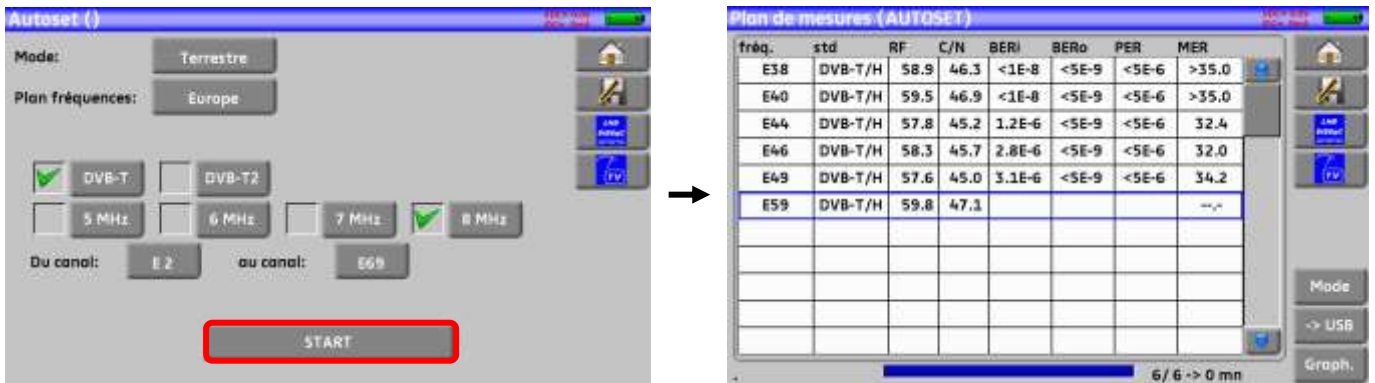 Autoset ()
Mode: Terrestre
Plan fréquences: Europe
DVB-T DVB-T2
5 MHz 6 MHz 7 MHz 8 MHz
Du canal: E 2 au canal: E69
START
Plan de mesures (AUTOSET)
fréq. std RF C/N BERi BERo PER MER
E38 DVB-T/H 58.9 46.3 <1E-8 <5E-9 <5E-6 >35.0
E40 DVB-T/H 59.5 46.9 <1E-8 <5E-9 <5E-6 >35.0
E44 DVB-T/H 57.8 45.2 1.2E-6 <5E-9 <5E-6 32.4
E46 DVB-T/H 58.3 45.7 2.8E-6 <5E-9 <5E-6 32.0
E49 DVB-T/H 57.6 45.0 3.1E-6 <5E-9 <5E-6 34.2
E59 DVB-T/H 59.8 47.1 --.-
TV
Mode
-> USB
Graph.
6/ 6 -> 0 mn